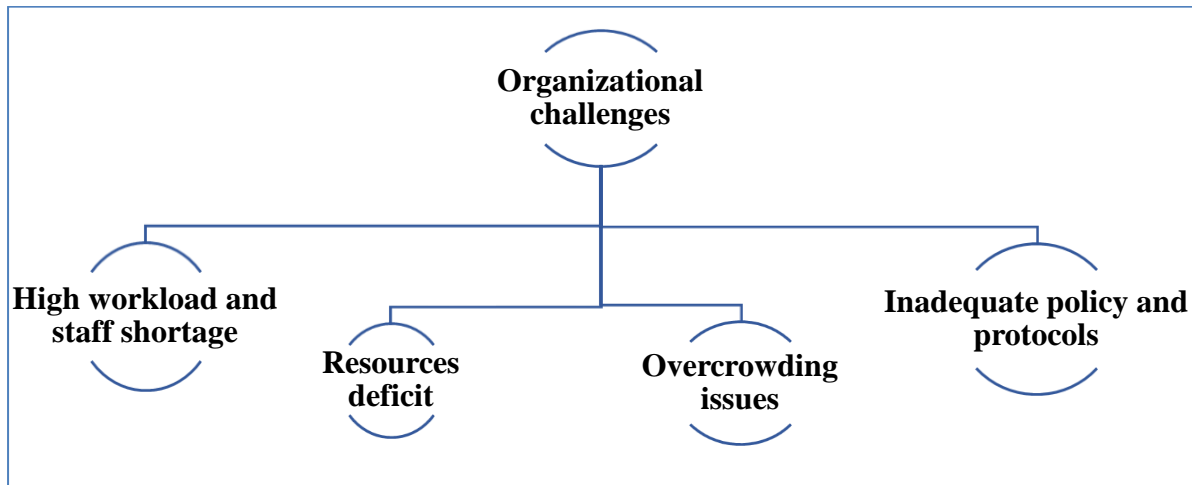 Organizational
challenges
High workload and
staff shortage
Resources
deficit
Overcrowding
issues
Inadequate policy and
protocols